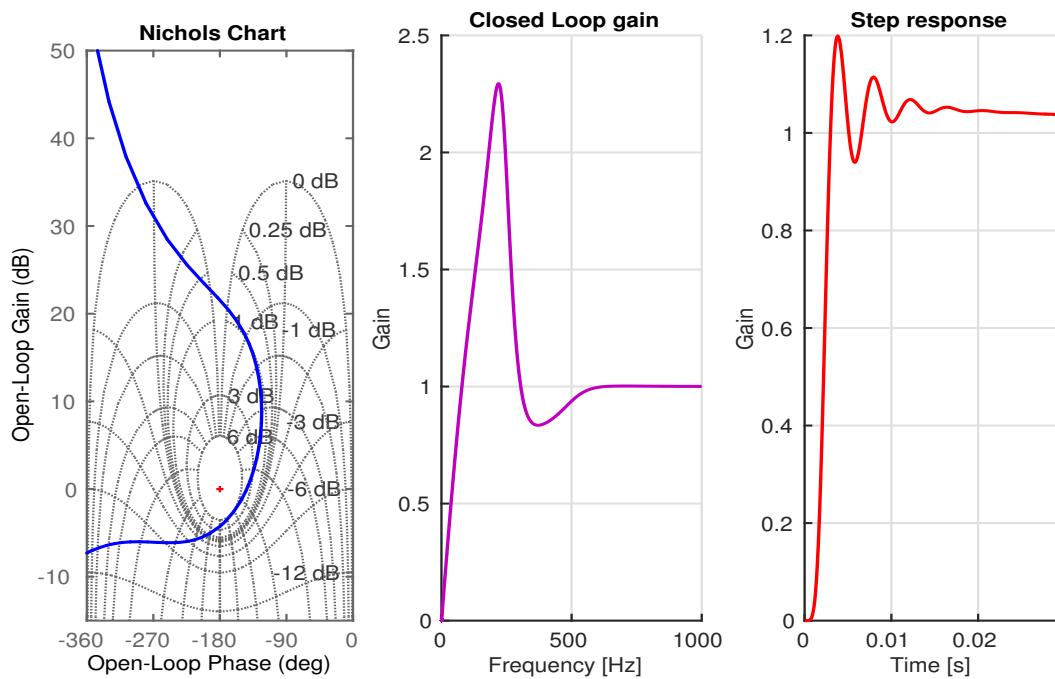 Nichols Chart
50
40
30
20
10
0
-10
-360
-270
-180
-90
0
Open-Loop Gain (dB)
Open-Loop Phase (deg)
0 dB
0.25 dB
0.5 dB
1 dB
-1 dB
3 dB
-3 dB
6 dB
-6 dB
-12 dB
Closed Loop gain
2.5
2
1.5
1
0.5
0
0
500
1000
Gain
Frequency [Hz]
Step response
1.2
1
0.8
0.6
0.4
0.2
0
0
0.01
0.02
Gain
Time [s]